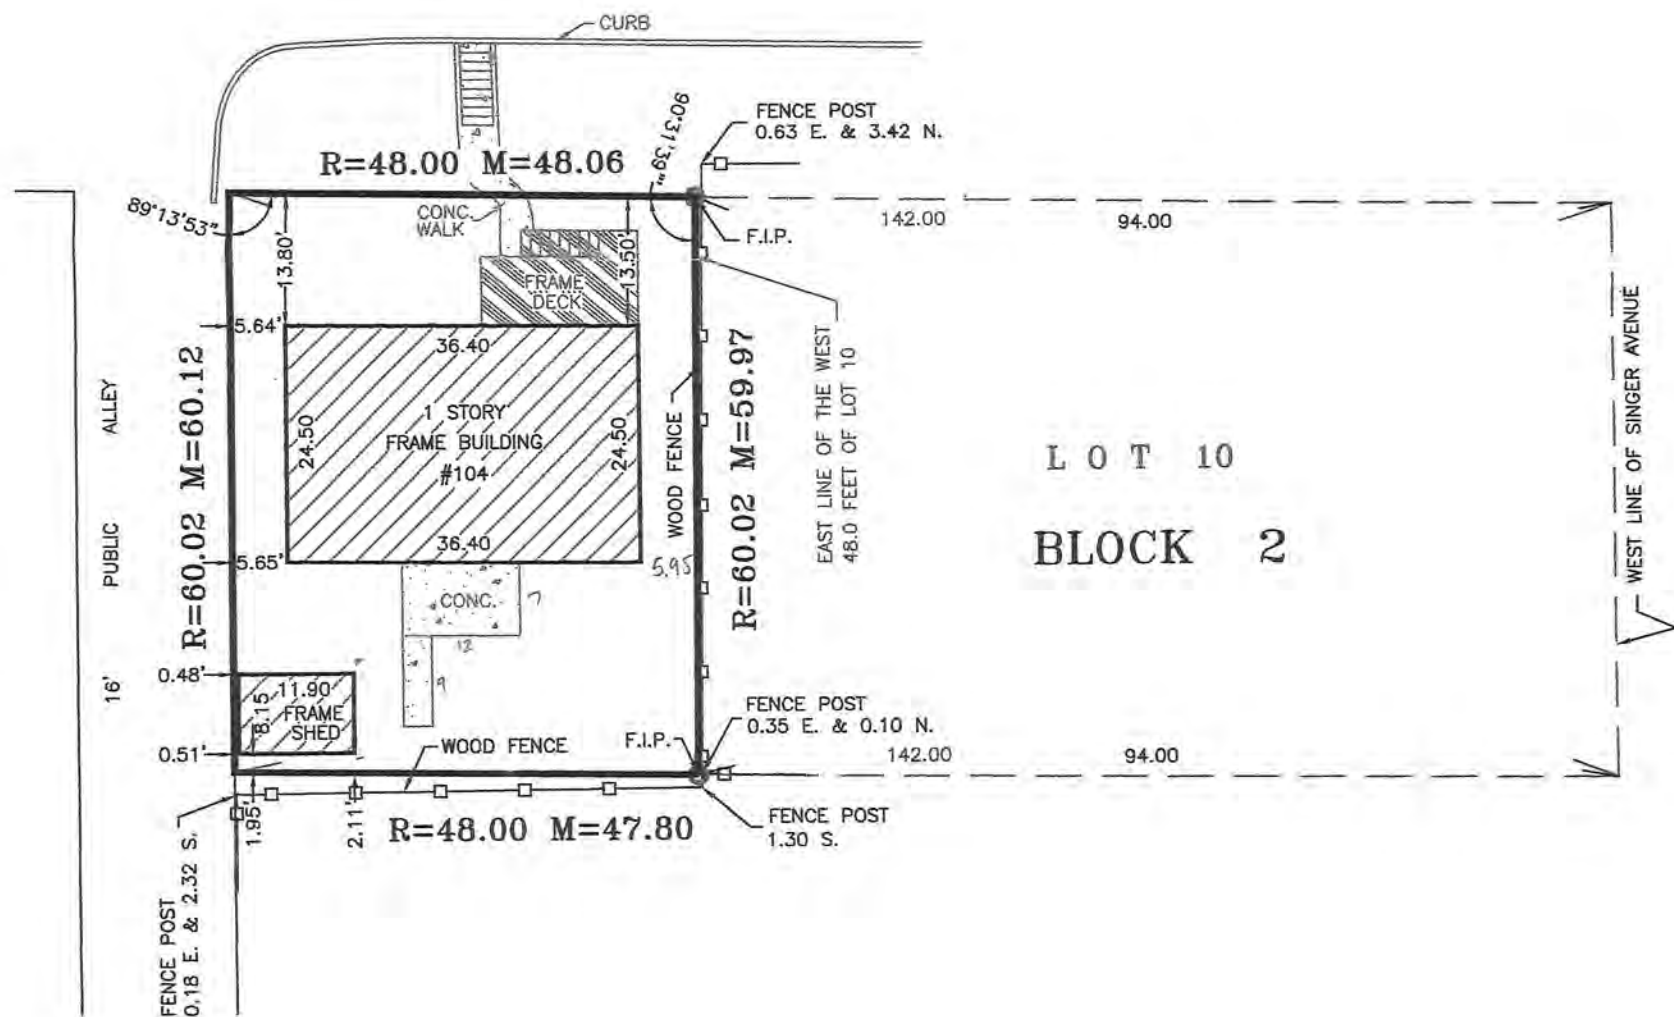 CURB
FENCE POST
0.63 E. & 3.42 N.
90°31'39"
R=48.00 M=48.06
89°13'53"
CONC.
WALK
F.I.P.
142.00
94.00
13.80'
13.50'
FRAME
DECK
5.64'
36.40
1 STORY
FRAME BUILDING
#104
24.50
24.50
36.40
5.65'
5.95
WOOD FENCE
R=60.02 M=60.12
R=60.02 M=59.97
EAST LINE OF THE WEST
48.0 FEET OF LOT 10
LOT 10
BLOCK 2
WEST LINE OF SINGER AVENUE
16' PUBLIC ALLEY
CONC.
7
12
9
0.48'
11.90
8.15
FRAME
SHED
0.51'
WOOD FENCE
F.I.P.
FENCE POST
0.35 E. & 0.10 N.
142.00
94.00
1.95'
2.11'
R=48.00 M=47.80
FENCE POST
1.30 S.
FENCE POST
0.18 E. & 2.32 S.